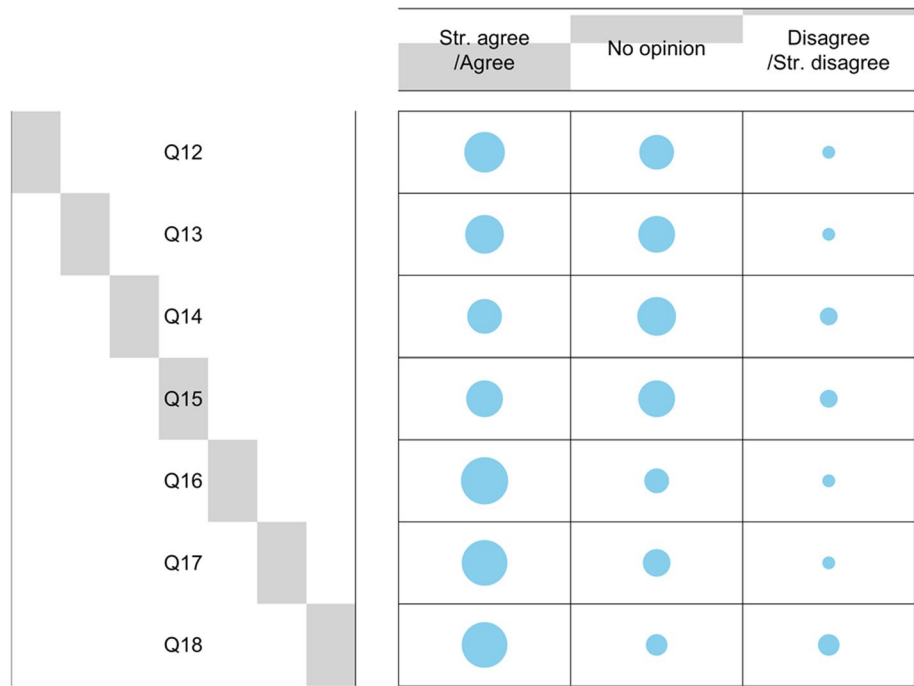 Str. agree
/Agree
No opinion
Disagree
/Str. disagree
Q12
Q13
Q14
Q15
Q16
Q17
Q18